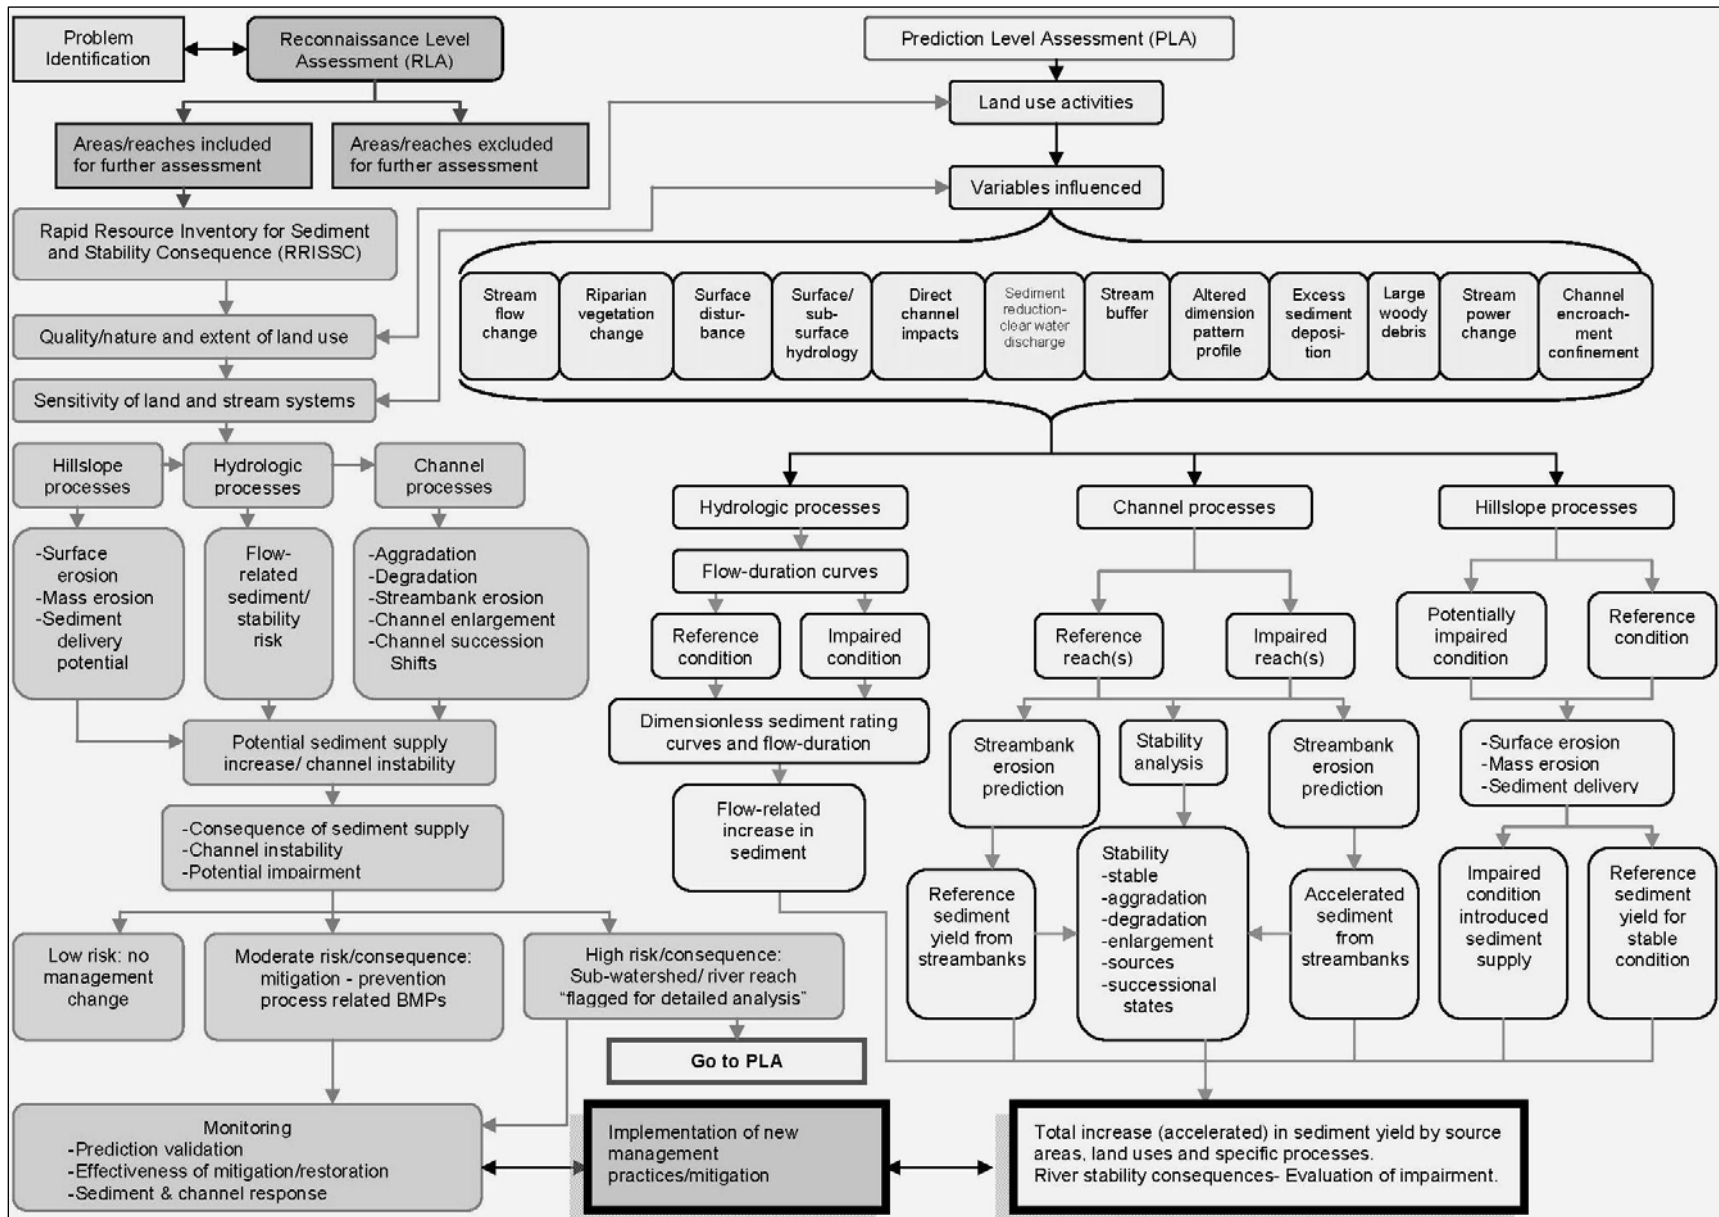 Problem
Identification
Reconnaissance Level
Assessment (RLA)
Areas/reaches included
for further assessment
Areas/reaches excluded
for further assessment
Rapid Resource Inventory for Sediment
and Stability Consequence (RRISSC)
Quality/nature and extent of land use
Sensitivity of land and stream systems
Hillslope
processes
Hydrologic
processes
Channel
processes
-Surface
erosion
-Mass erosion
-Sediment
delivery
potential
Flow-
related
sediment/
stability
risk
-Aggradation
-Degradation
-Streambank erosion
-Channel enlargement
-Channel succession
Shifts
Potential sediment supply
increase/ channel instability
-Consequence of sediment supply
-Channel instability
-Potential impairment
Low risk: no
management
change
Moderate risk/consequence:
mitigation - prevention
process related BMPs
High risk/consequence:
Sub-watershed/ river reach
“flagged for detailed analysis”
Go to PLA
Monitoring
-Prediction validation
-Effectiveness of mitigation/restoration
-Sediment & channel response
Implementation of new
management
practices/mitigation
Prediction Level Assessment (PLA)
Land use activities
Variables influenced
Stream
flow
change
Riparian
vegetation
change
Surface
distur-
bance
Surface/
sub-
surface
hydrology
Direct
channel
impacts
Sediment
reduction-
clear water
discharge
Stream
buffer
Altered
dimension
pattern
profile
Excess
sediment
deposi-
tion
Large
woody
debris
Stream
power
change
Channel
encroach-
ment
confinement
Hydrologic processes
Flow-duration curves
Reference
condition
Impaired
condition
Dimensionless sediment rating
curves and flow-duration
Flow-related
increase in
sediment
Channel processes
Reference
reach(s)
Impaired
reach(s)
Streambank
erosion
prediction
Stability
analysis
Streambank
erosion
prediction
Reference
sediment
yield from
streambanks
Stability
-stable
-aggradation
-degradation
-enlargement
-sources
-successional
states
Accelerated
sediment
from
streambanks
Hillslope processes
Potentially
impaired
condition
Reference
condition
-Surface erosion
-Mass erosion
-Sediment delivery
Impaired
condition
introduced
sediment
supply
Reference
sediment
yield for
stable
condition
Total increase (accelerated) in sediment yield by source
areas, land uses and specific processes.
River stability consequences- Evaluation of impairment.